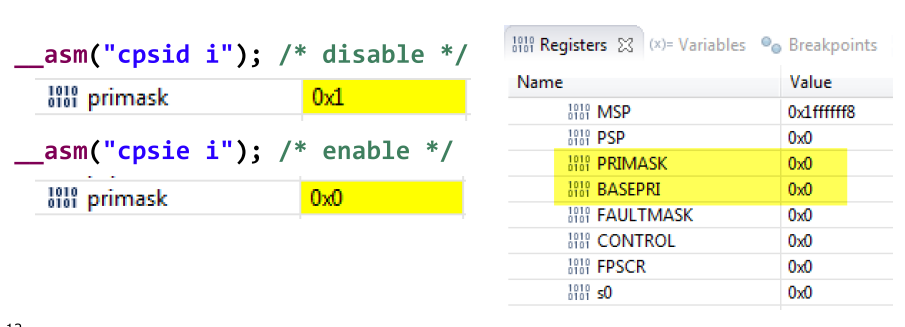 __asm("cpsid i"); /* disable */
primask 0x1
__asm("cpsie i"); /* enable */
primask 0x0
Registers (x)= Variables Breakpoints
Name Value
MSP 0x1ffffff8
PSP 0x0
PRIMASK 0x0
BASEPRI 0x0
FAULTMASK 0x0
CONTROL 0x0
FPSCR 0x0
s0 0x0